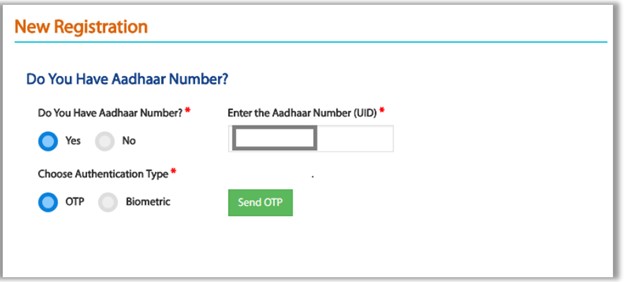 New Registration
Do You Have Aadhaar Number?
Do You Have Aadhaar Number? * Enter the Aadhaar Number (UID) *
Yes No
Choose Authentication Type *
OTP Biometric Send OTP